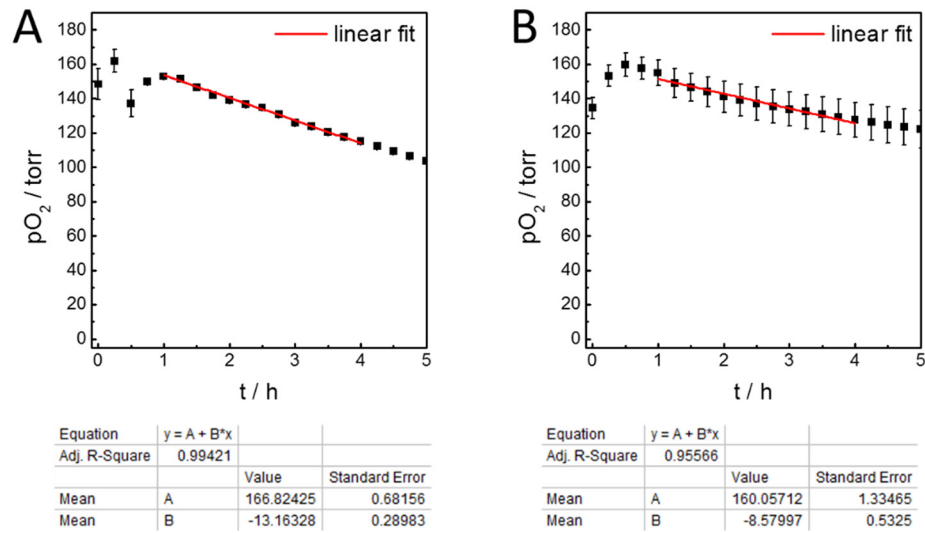 A
B
linear fit
linear fit
180
160
140
120
100
80
60
40
20
0
pO2 / torr
0 1 2 3 4 5
t / h
180
160
140
120
100
80
60
40
20
0
pO2 / torr
0 1 2 3 4 5
t / h
Equation y = A + B*x
Adj. R-Square 0.99421
Value Standard Error
Mean A 166.82425 0.68156
Mean B -13.16328 0.28983
Equation y = A + B*x
Adj. R-Square 0.95566
Value Standard Error
Mean A 160.05712 1.33465
Mean B -8.57997 0.5325